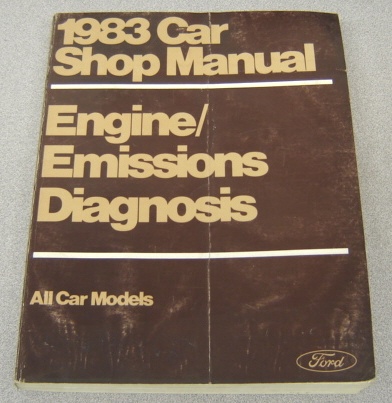 1983 Car
Shop Manual
Engine/
Emissions
Diagnosis
All Car Models
Ford